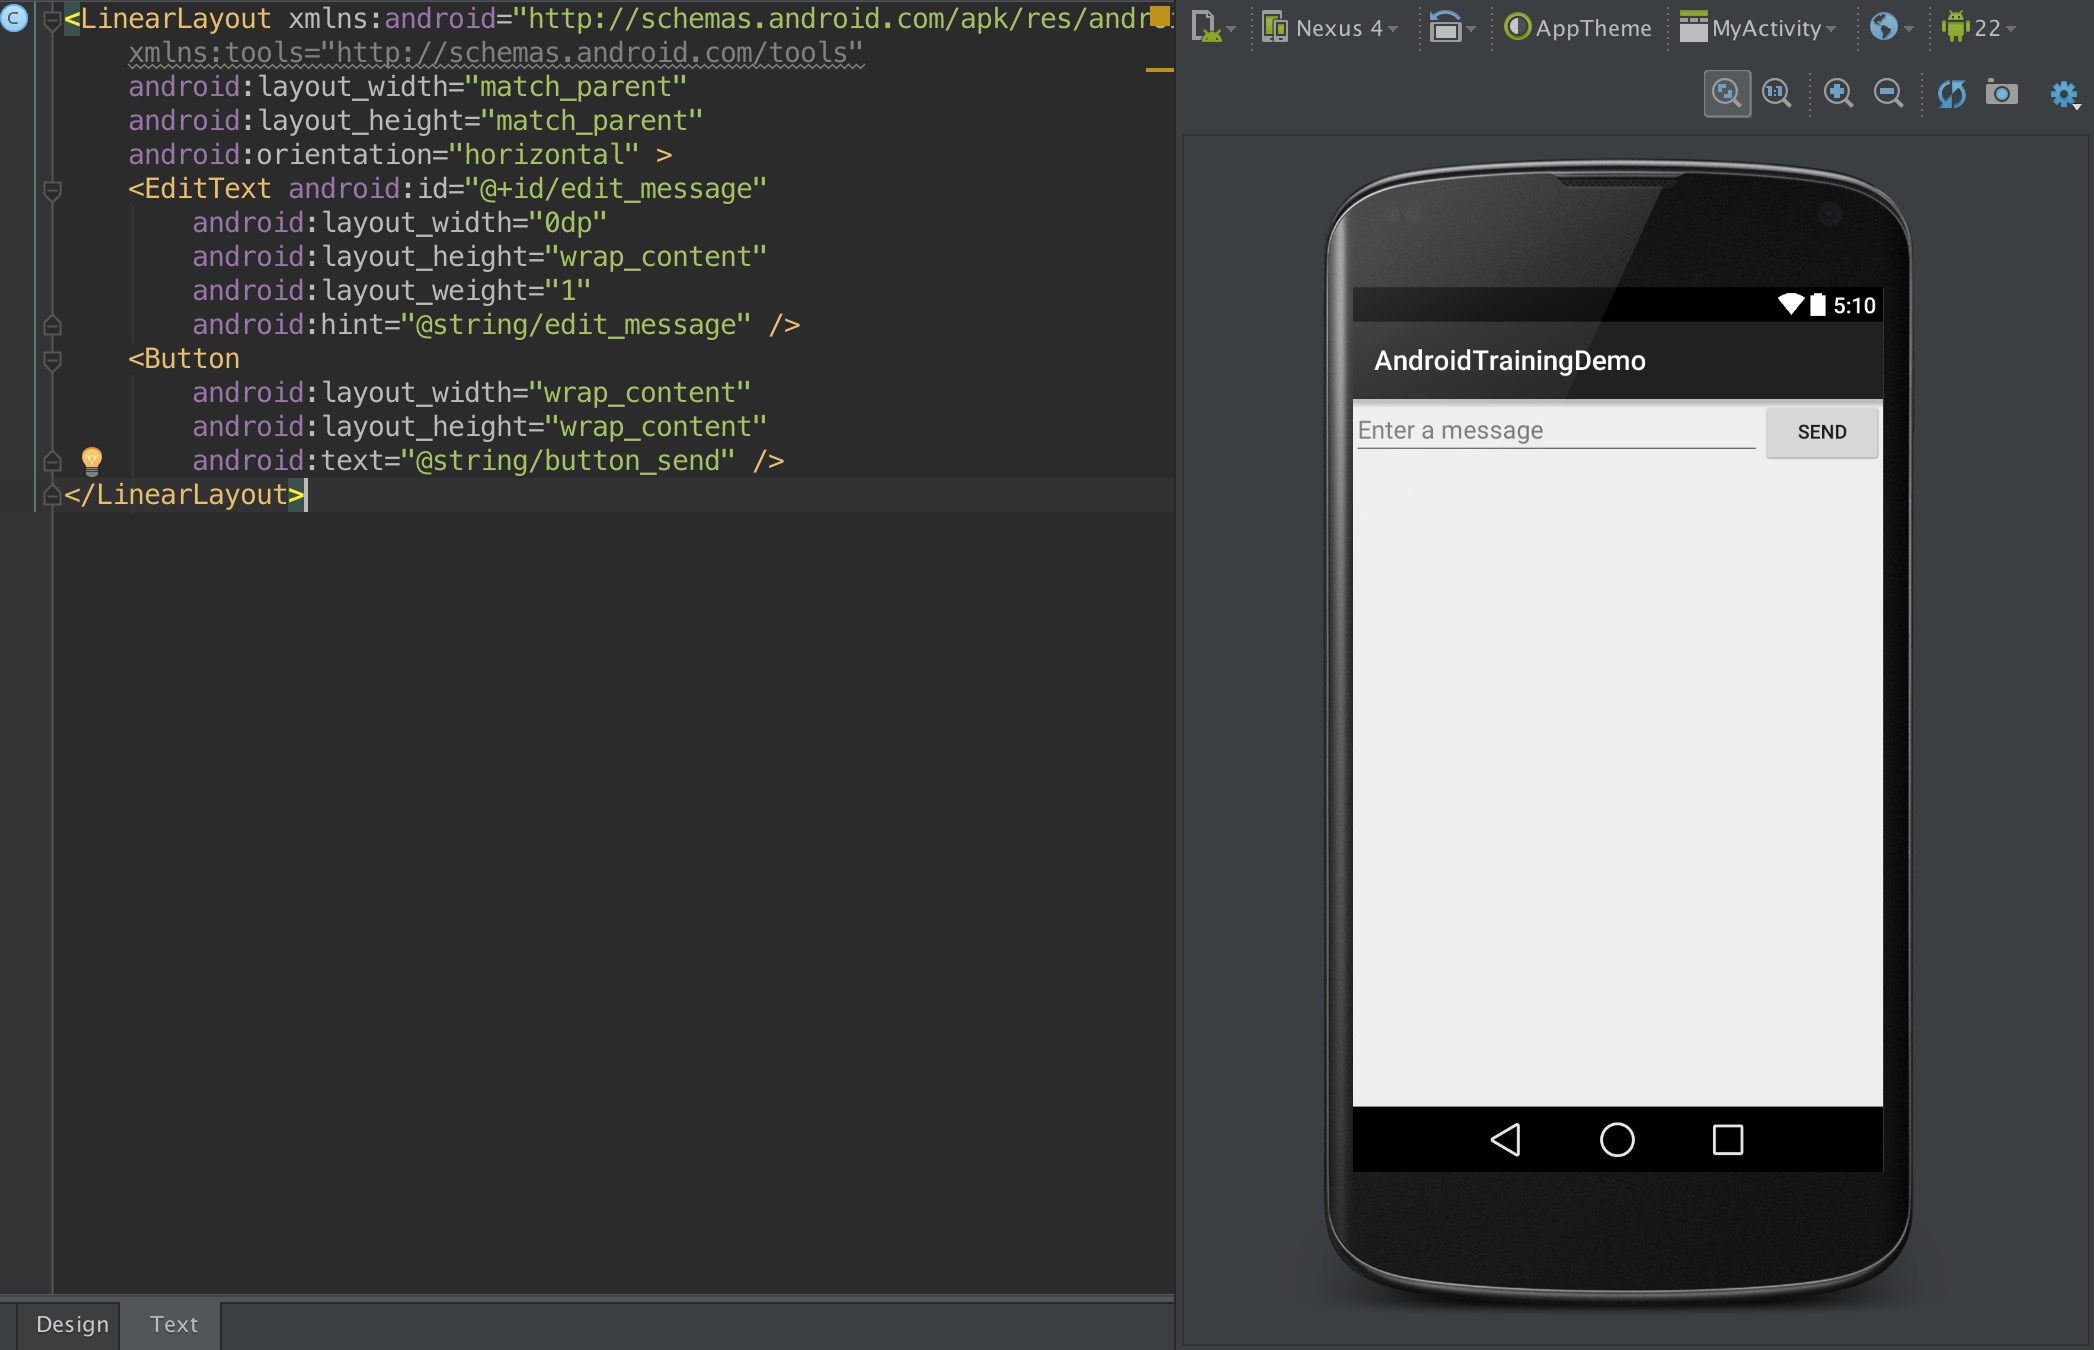 <LinearLayout xmlns:android="http://schemas.android.com/apk/res/andr
xmlns:tools="http://schemas.android.com/tools"
android:layout_width="match_parent"
android:layout_height="match_parent"
android:orientation="horizontal" >
<EditText android:id="@+id/edit_message"
android:layout_width="0dp"
android:layout_height="wrap_content"
android:layout_weight="1"
android:hint="@string/edit_message" />
<Button
android:layout_width="wrap_content"
android:layout_height="wrap_content"
android:text="@string/button_send" />
</LinearLayout>
C
Design Text
Nexus 4 AppTheme MyActivity 22
1:1
5:10
AndroidTrainingDemo
Enter a message SEND